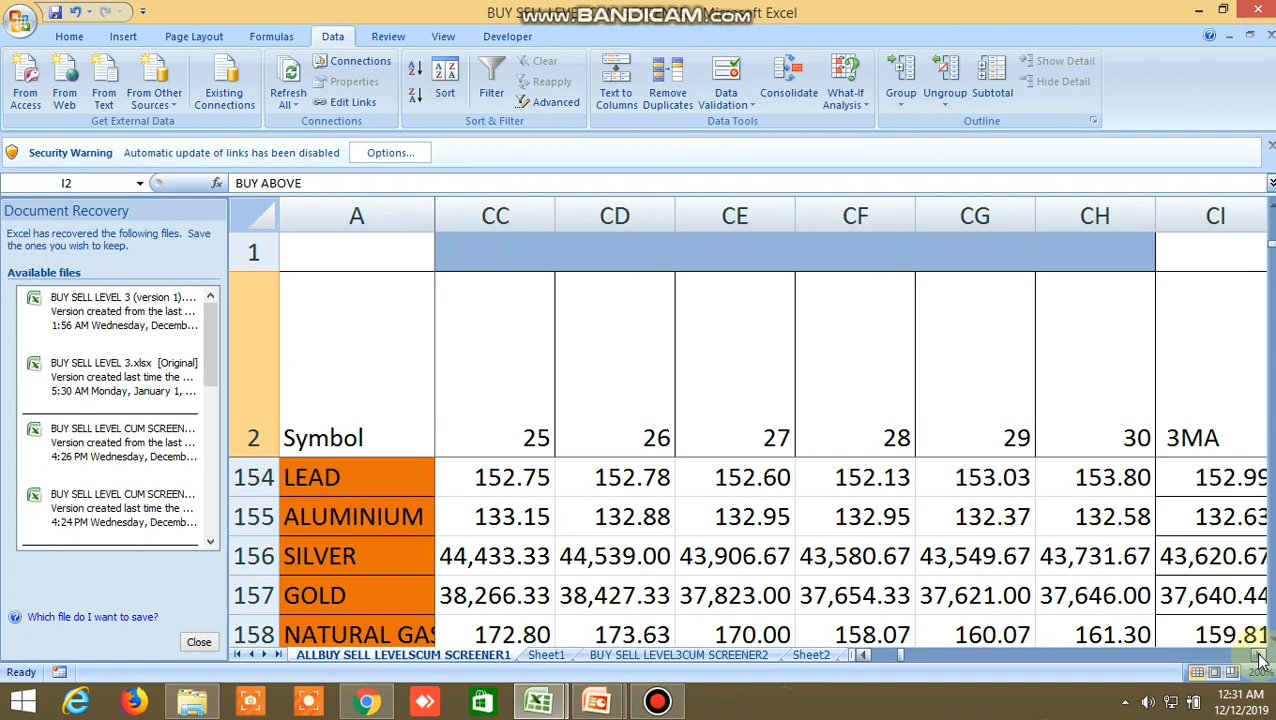 BUY SELL LE
Microsoft Excel
www.BANDICAM.com
Home Insert Page Layout Formulas Data Review View Developer
From Access
From Web
From Text
From Other Sources
Existing Connections
Get External Data
Refresh All
Connections
Properties
Edit Links
Connections
Sort
Filter
Clear
Reapply
Advanced
Sort & Filter
Text to Columns
Remove Duplicates
Data Validation
Consolidate
What-If Analysis
Data Tools
Group
Ungroup
Subtotal
Show Detail
Hide Detail
Outline
Security Warning Automatic update of links has been disabled Options...
I2 fx BUY ABOVE
Document Recovery
Excel has recovered the following files. Save
the ones you wish to keep.
Available files
BUY SELL LEVEL 3 (version 1)....
Version created from the last ...
1:56 AM Wednesday, Decemb...
BUY SELL LEVEL 3.xlsx [Original]
Version created last time the ...
5:30 AM Monday, January 1, ...
BUY SELL LEVEL CUM SCREEN...
Version created from the last ...
4:26 PM Wednesday, Decemb...
BUY SELL LEVEL CUM SCREEN...
Version created last time the ...
4:24 PM Wednesday, Decemb...
Which file do I want to save?
Close
A CC CD CE CF CG CH CI
1
2 Symbol 25 26 27 28 29 30 3MA
154 LEAD 152.75 152.78 152.60 152.13 153.03 153.80 152.99
155 ALUMINIUM 133.15 132.88 132.95 132.95 132.37 132.58 132.63
156 SILVER 44,433.33 44,539.00 43,906.67 43,580.67 43,549.67 43,731.67 43,620.67
157 GOLD 38,266.33 38,427.33 37,823.00 37,654.33 37,621.00 37,646.00 37,640.44
158 NATURAL GAS 172.80 173.63 170.00 158.07 160.07 161.30 159.81
ALLBUY SELL LEVELSCUM SCREENER1 Sheet1 BUY SELL LEVEL3CUM SCREENER2 Sheet2
Ready
200%
12:31 AM
12/12/2019